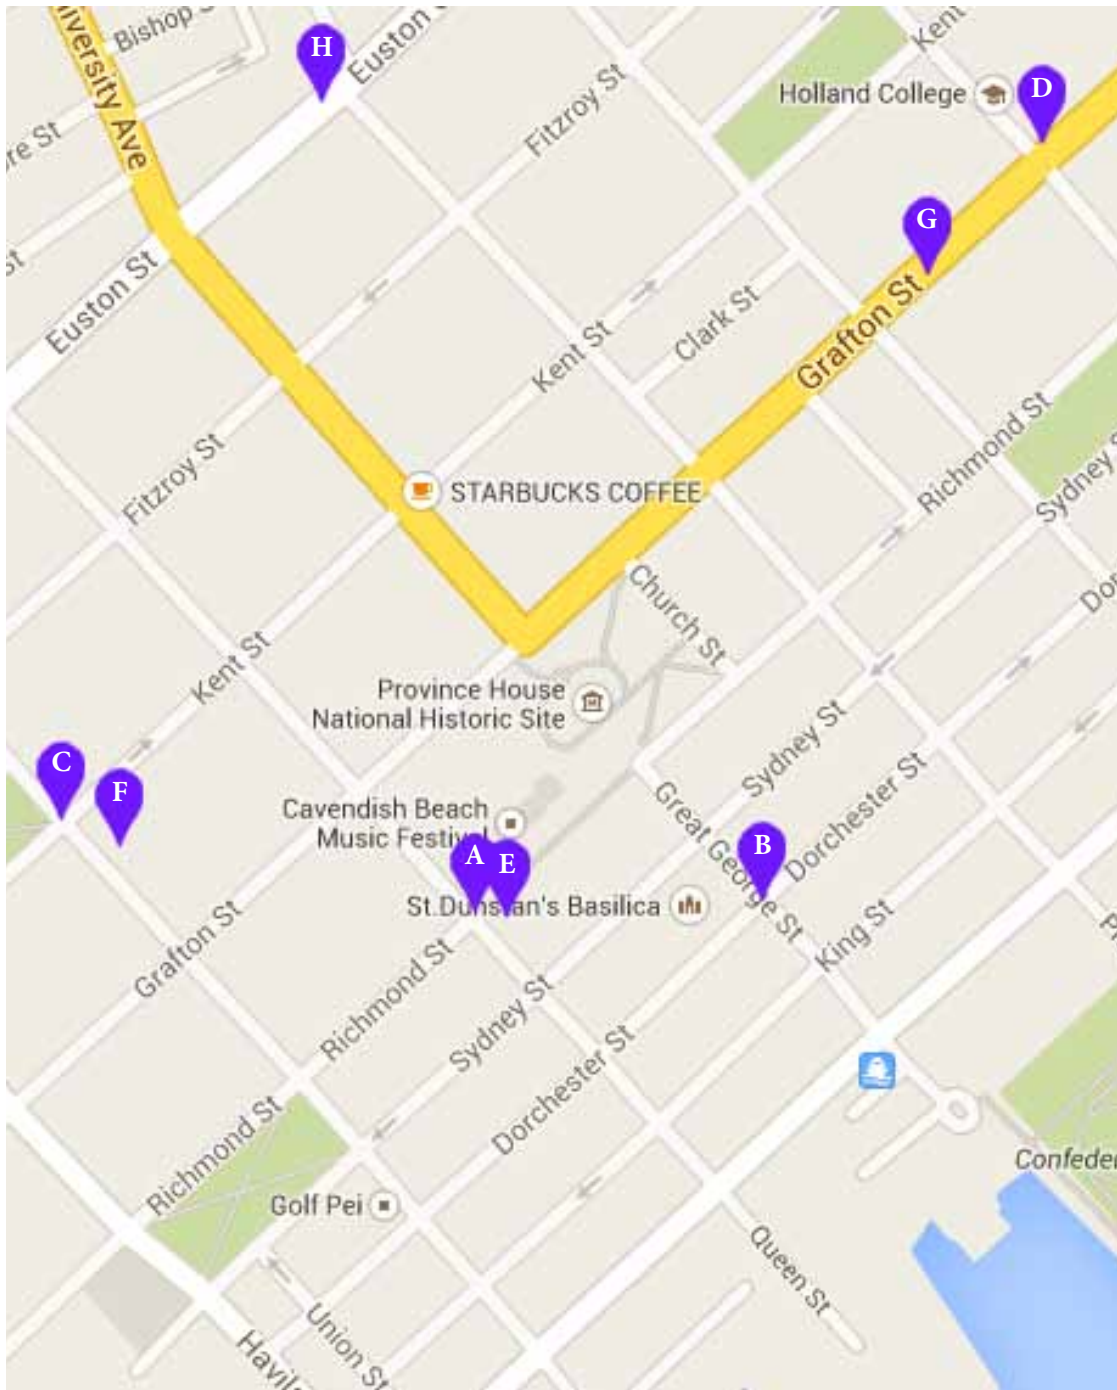 Bishop
H
Euston
Kent
University Ave
Holland College
D
Fitzroy St
re St
G
St
Euston St
Clark St
Grafton St
Kent St
Richmond St
Fitzroy St
STARBUCKS COFFEE
Sydney
Church St
Kent St
Province House
National Historic Site
Sydney St
C
F
Cavendish Beach
Music Festival
Great George St
Dorchester St
A
E
B
St.Dunstan's Basilica
Grafton St
King St
Richmond St
Sydney St
Dorchester St
Richmond St
Confeder
Golf Pei
Queen St
Union St
Havil